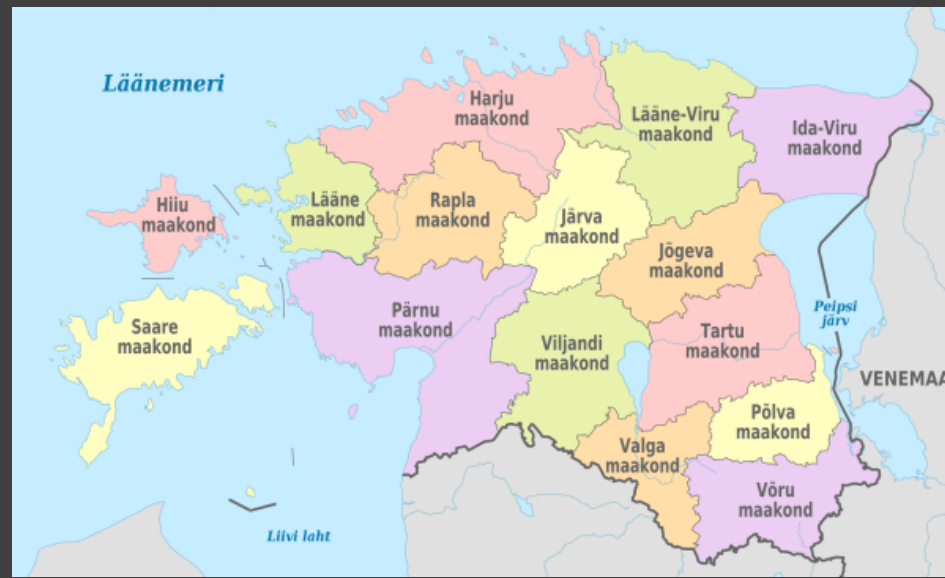 Läänemeri
Harju
maakond
Lääne-Viru
maakond
Ida-Viru
maakond
Hiiu
maakond
Lääne
maakond
Rapla
maakond
Järva
maakond
Jõgeva
maakond
Saare
maakond
Pärnu
maakond
Viljandi
maakond
Tartu
maakond
Peipsi
järv
VENEMAA
Põlva
maakond
Valga
maakond
Võru
maakond
Liivi laht